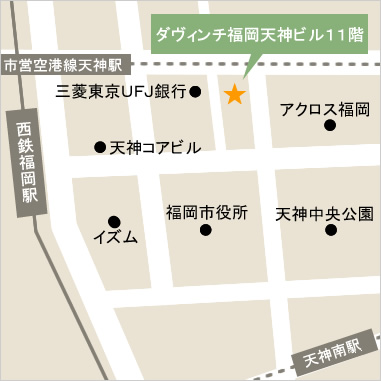 ダヴィンチ福岡天神ビル11階
市営空港線天神駅
三菱東京UFJ銀行
アクロス福岡
西鉄福岡駅
天神コアビル
福岡市役所
天神中央公園
イズム
天神南駅